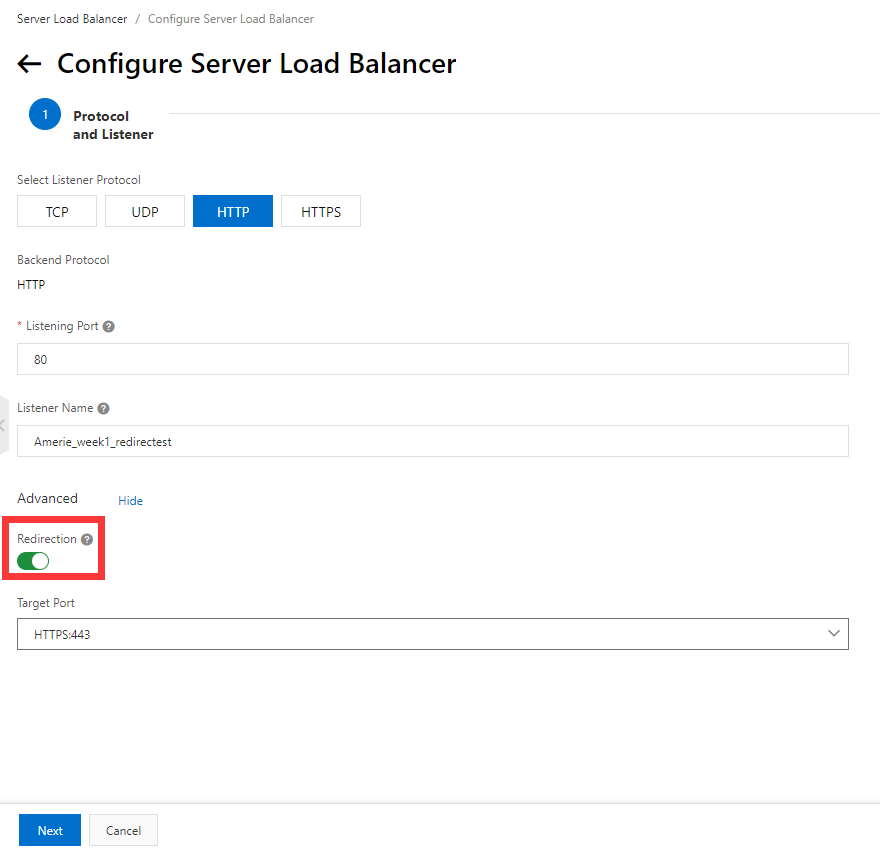 Server Load Balancer / Configure Server Load Balancer
← Configure Server Load Balancer
1
Protocol
and Listener
Select Listener Protocol
TCP UDP HTTP HTTPS
Backend Protocol
HTTP
* Listening Port ?
80
Listener Name ?
Amerie_week1_redirectest
Advanced Hide
Redirection ?
Target Port
HTTPS:443
Next Cancel